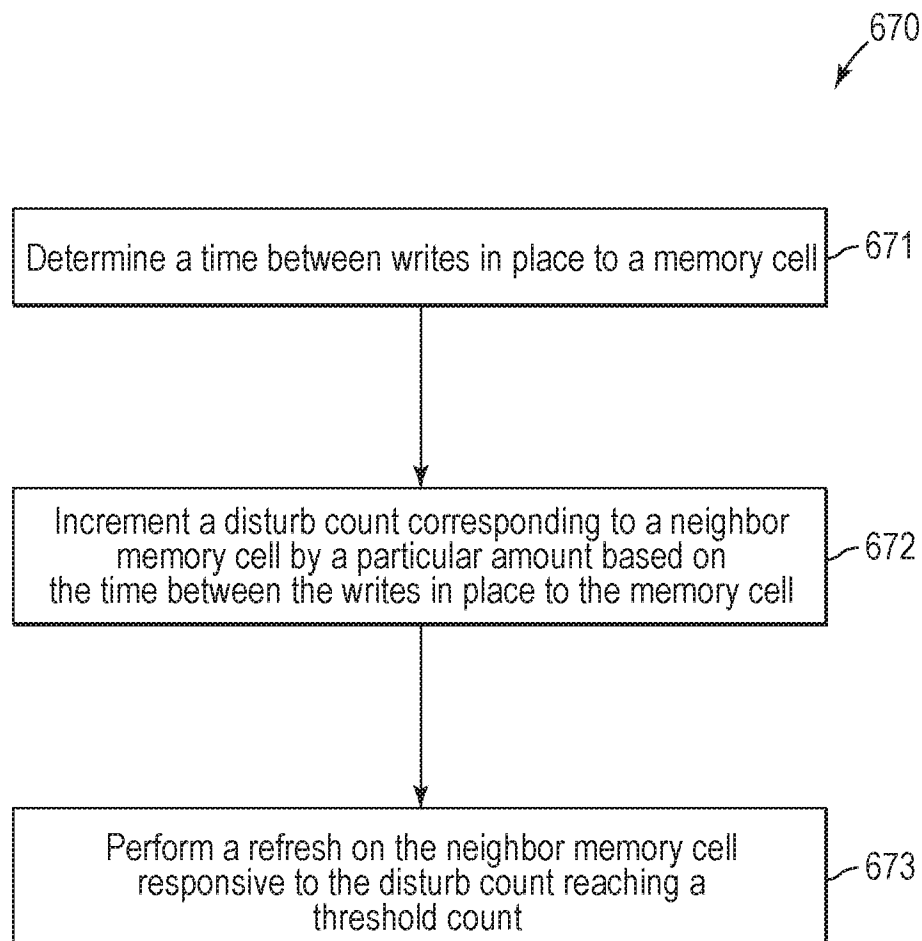 670
Determine a time between writes in place to a memory cell
671
Increment a disturb count corresponding to a neighbor
memory cell by a particular amount based on
the time between the writes in place to the memory cell
672
Perform a refresh on the neighbor memory cell
responsive to the disturb count reaching a
threshold count
673